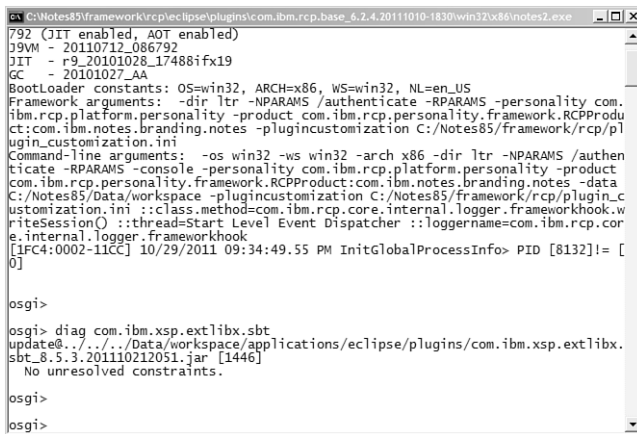 C:\Notes85\framework\rcp\eclipse\plugins\com.ibm.rcp.base_6.2.4.20111010-1830\win32\x86\notes2.exe
792 (JIT enabled, AOT enabled)
J9VM - 20110712_086792
JIT  - r9_20101028_17488ifx19
GC   - 20101027_AA
BootLoader constants: OS=win32, ARCH=x86, WS=win32, NL=en_US
Framework arguments:  -dir ltr -NPARAMS /authenticate -RPARAMS -personality com.
ibm.rcp.platform.personality -product com.ibm.rcp.personality.framework.RCPProdu
ct:com.ibm.notes.branding.notes -plugincustomization C:/Notes85/framework/rcp/pl
ugin_customization.ini
Command-line arguments:  -os win32 -ws win32 -arch x86 -dir ltr -NPARAMS /authen
ticate -RPARAMS -console -personality com.ibm.rcp.platform.personality -product
com.ibm.rcp.personality.framework.RCPProduct:com.ibm.notes.branding.notes -data
C:/Notes85/Data/workspace -plugincustomization C:/Notes85/framework/rcp/plugin_c
ustomization.ini ::class.method=com.ibm.rcp.core.internal.logger.frameworkhook.w
riteSession() ::thread=Start Level Event Dispatcher ::loggername=com.ibm.rcp.cor
e.internal.logger.frameworkhook
[1FC4:0002-11CC] 10/29/2011 09:34:49.55 PM InitGlobalProcessInfo> PID [8132]!= [
0]
osgi>
osgi> diag com.ibm.xsp.extlibx.sbt
update@../../../Data/workspace/applications/eclipse/plugins/com.ibm.xsp.extlibx.
sbt_8.5.3.201110212051.jar [1446]
  No unresolved constraints.
osgi>
osgi>